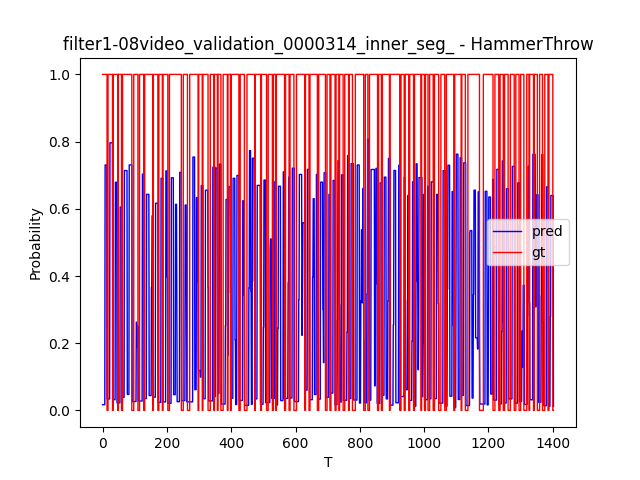 filter1-08video_validation_0000314_inner_seg_ - HammerThrow
1.0
0.8
0.6
0.4
0.2
0.0
Probability
pred
gt
0 200 400 600 800 1000 1200 1400
T